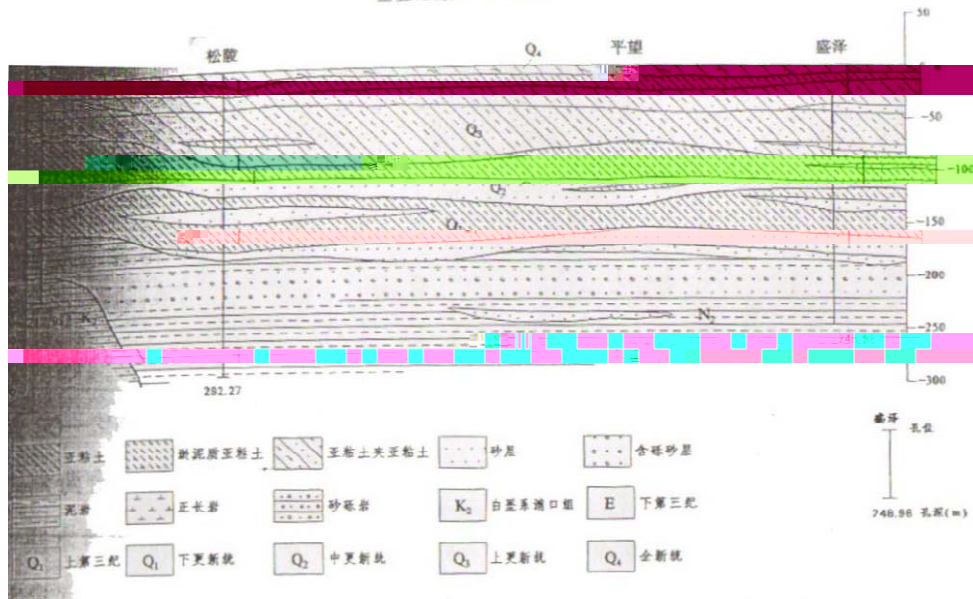 50
松陵 Q₄ 平望 盛泽
-50
Q₃
-100
Q₂
-150
-200
N₂
-250
-300
292.27
亚粘土 淤泥质亚粘土 亚粘土夹亚粘土 砂层 含砾砂层
盛泽
孔位
748.96 孔深(m)
泥岩 正长岩 砂砾岩 K₂ 白垩系浦口组 E 下第三纪
Q₁ 上第三纪 Q₁ 下更新统 Q₂ 中更新统 Q₃ 上更新统 Q₄ 全新统